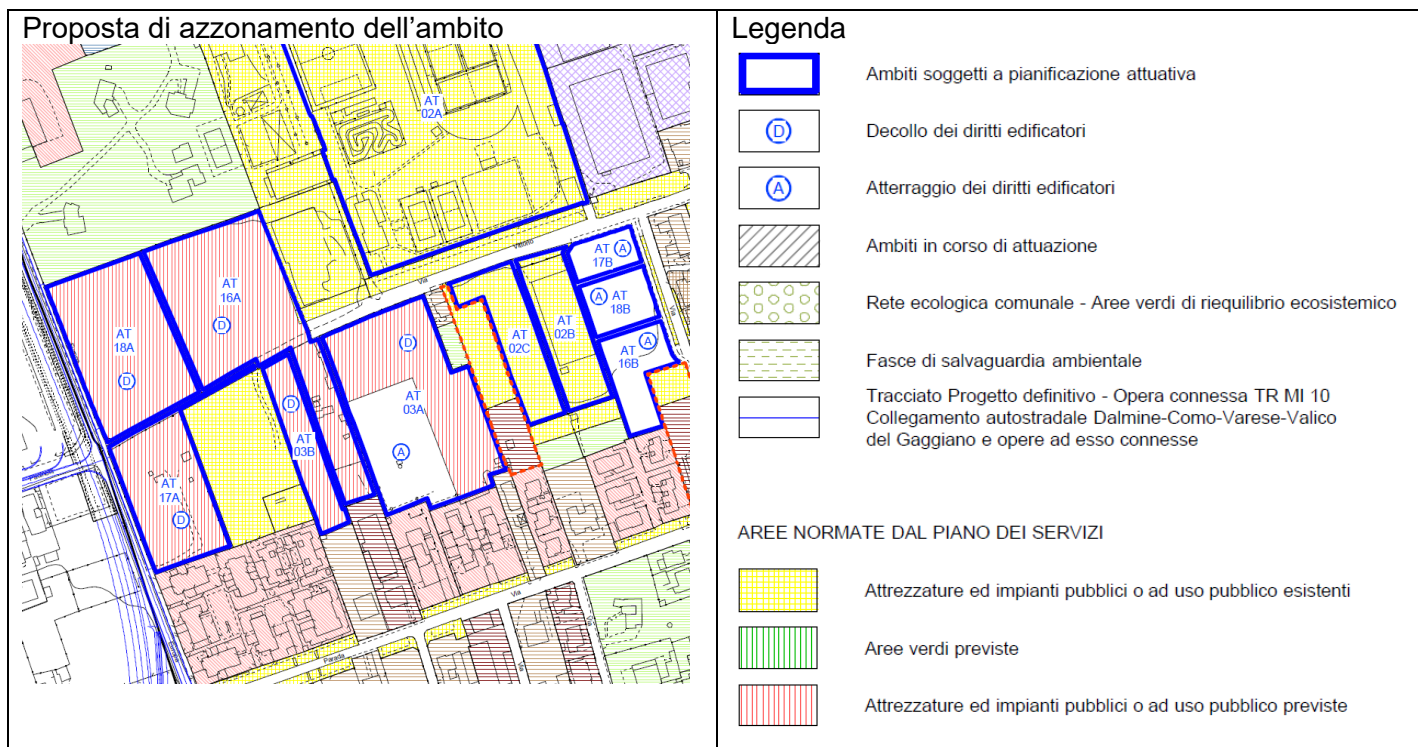 Proposta di azzonamento dell'ambito
AT
02A
Via
Vittorio
AT
17B
A
AT
16A
D
AT
18B
A
AT
02B
AT
02C
AT
16B
A
AT
18A
D
D
AT
03A
D
AT
03B
A
AT
17A
D
Via
Parada
Via
Via
Legenda
Ambiti soggetti a pianificazione attuativa
D
Decollo dei diritti edificatori
A
Atterraggio dei diritti edificatori
Ambiti in corso di attuazione
Rete ecologica comunale - Aree verdi di riequilibrio ecosistemico
Fasce di salvaguardia ambientale
Tracciato Progetto definitivo - Opera connessa TR MI 10
Collegamento autostradale Dalmine-Como-Varese-Valico
del Gaggiano e opere ad esso connesse
AREE NORMATE DAL PIANO DEI SERVIZI
Attrezzature ed impianti pubblici o ad uso pubblico esistenti
Aree verdi previste
Attrezzature ed impianti pubblici o ad uso pubblico previste